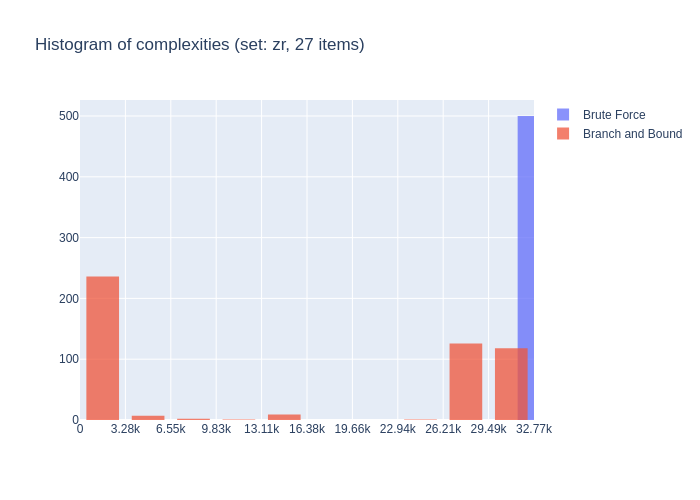 Histogram of complexities (set: zr, 27 items)
Brute Force
Branch and Bound
500
400
300
200
100
0
0 3.28k 6.55k 9.83k 13.11k 16.38k 19.66k 22.94k 26.21k 29.49k 32.77k